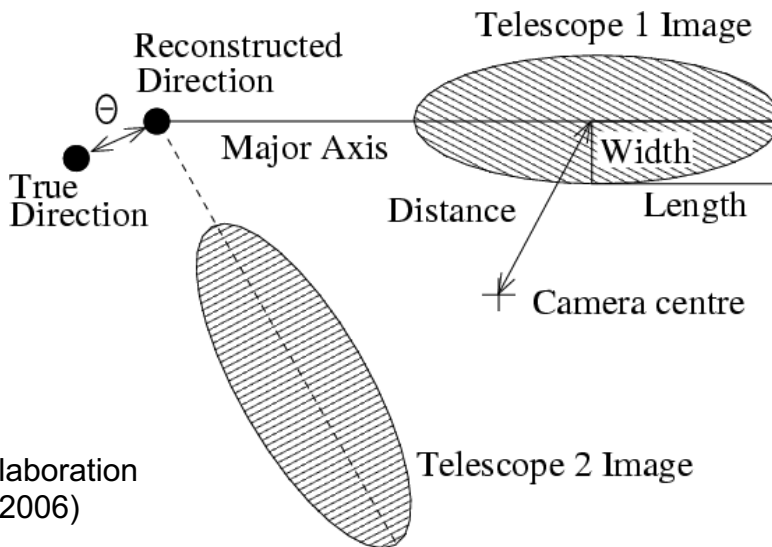 Telescope 1 Image
Reconstructed
Direction
Θ
Major Axis
Width
True
Direction
Distance
Length
Camera centre
Telescope 2 Image
laboration
2006)